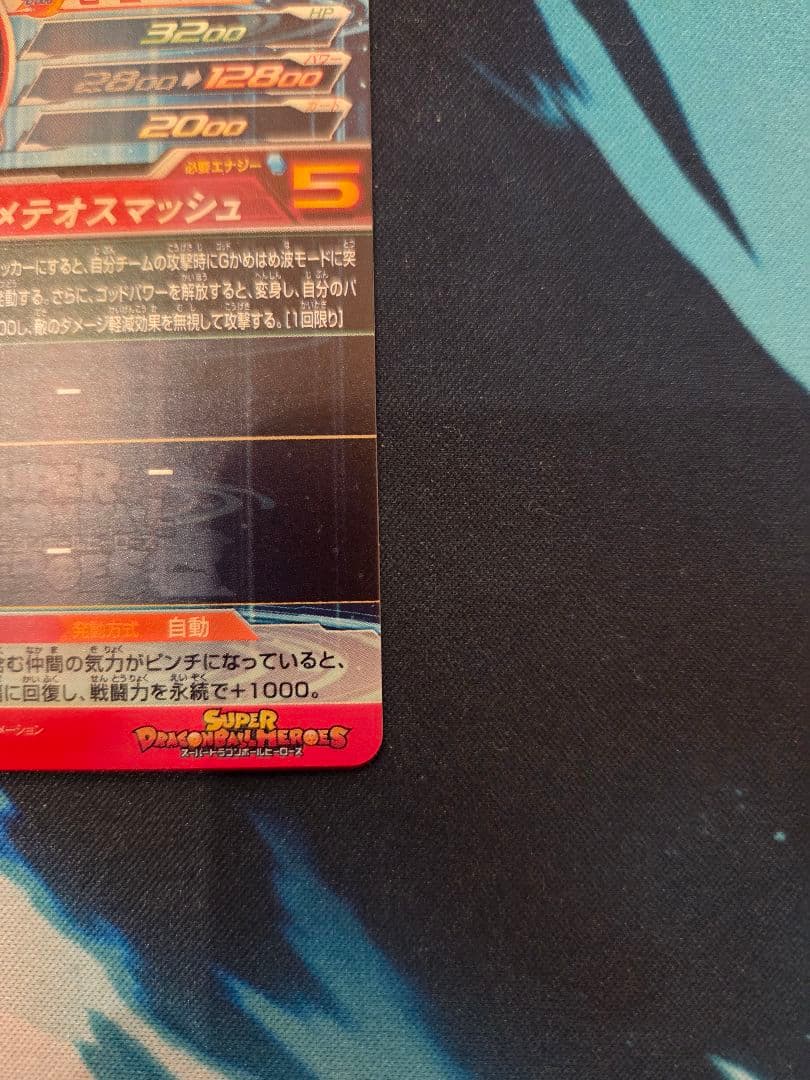 HP
3200
パワー
2800 ➡ 12800
ガード
2000
必要エナジー 5
メテオスマッシュ
ッカーにすると、自分チームの攻撃時にGかめはめ波モードに突
発動する。さらに、ゴッドパワーを解放すると、変身し、自分のパ
00し、敵のダメージ軽減効果を無視して攻撃する。[1回限り]
発動方式 自動
含む仲間の気力がピンチになっていると、
に回復し、戦闘力を永続で+1000。
メーション
SUPER
DRAGONBALL HEROES
スーパードラゴンボールヒーローズ